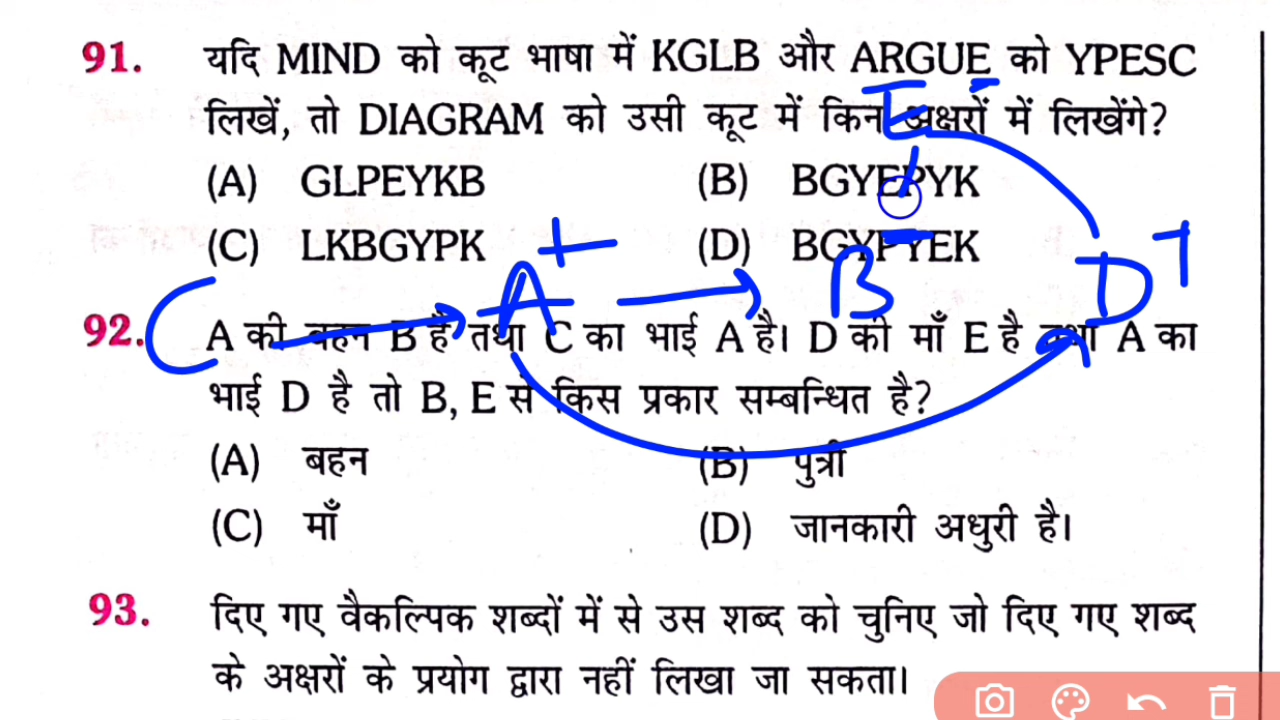 91. यदि MIND को कूट भाषा में KGLB और ARGUE को YPESC
लिखें, तो DIAGRAM को उसी कूट में किन अक्षरों में लिखेंगे?
(A) GLPEYKB (B) BGYEPYK
(C) LKBGYPK (D) BGYPYEK
92. A की बहन B है तथा C का भाई A है। D की माँ E है तथा A का
भाई D है तो B, E से किस प्रकार सम्बन्धित है?
(A) बहन (B) पुत्री
(C) माँ (D) जानकारी अधुरी है।
93. दिए गए वैकल्पिक शब्दों में से उस शब्द को चुनिए जो दिए गए शब्द
के अक्षरों के प्रयोग द्वारा नहीं लिखा जा सकता।
E
C A+ B D+